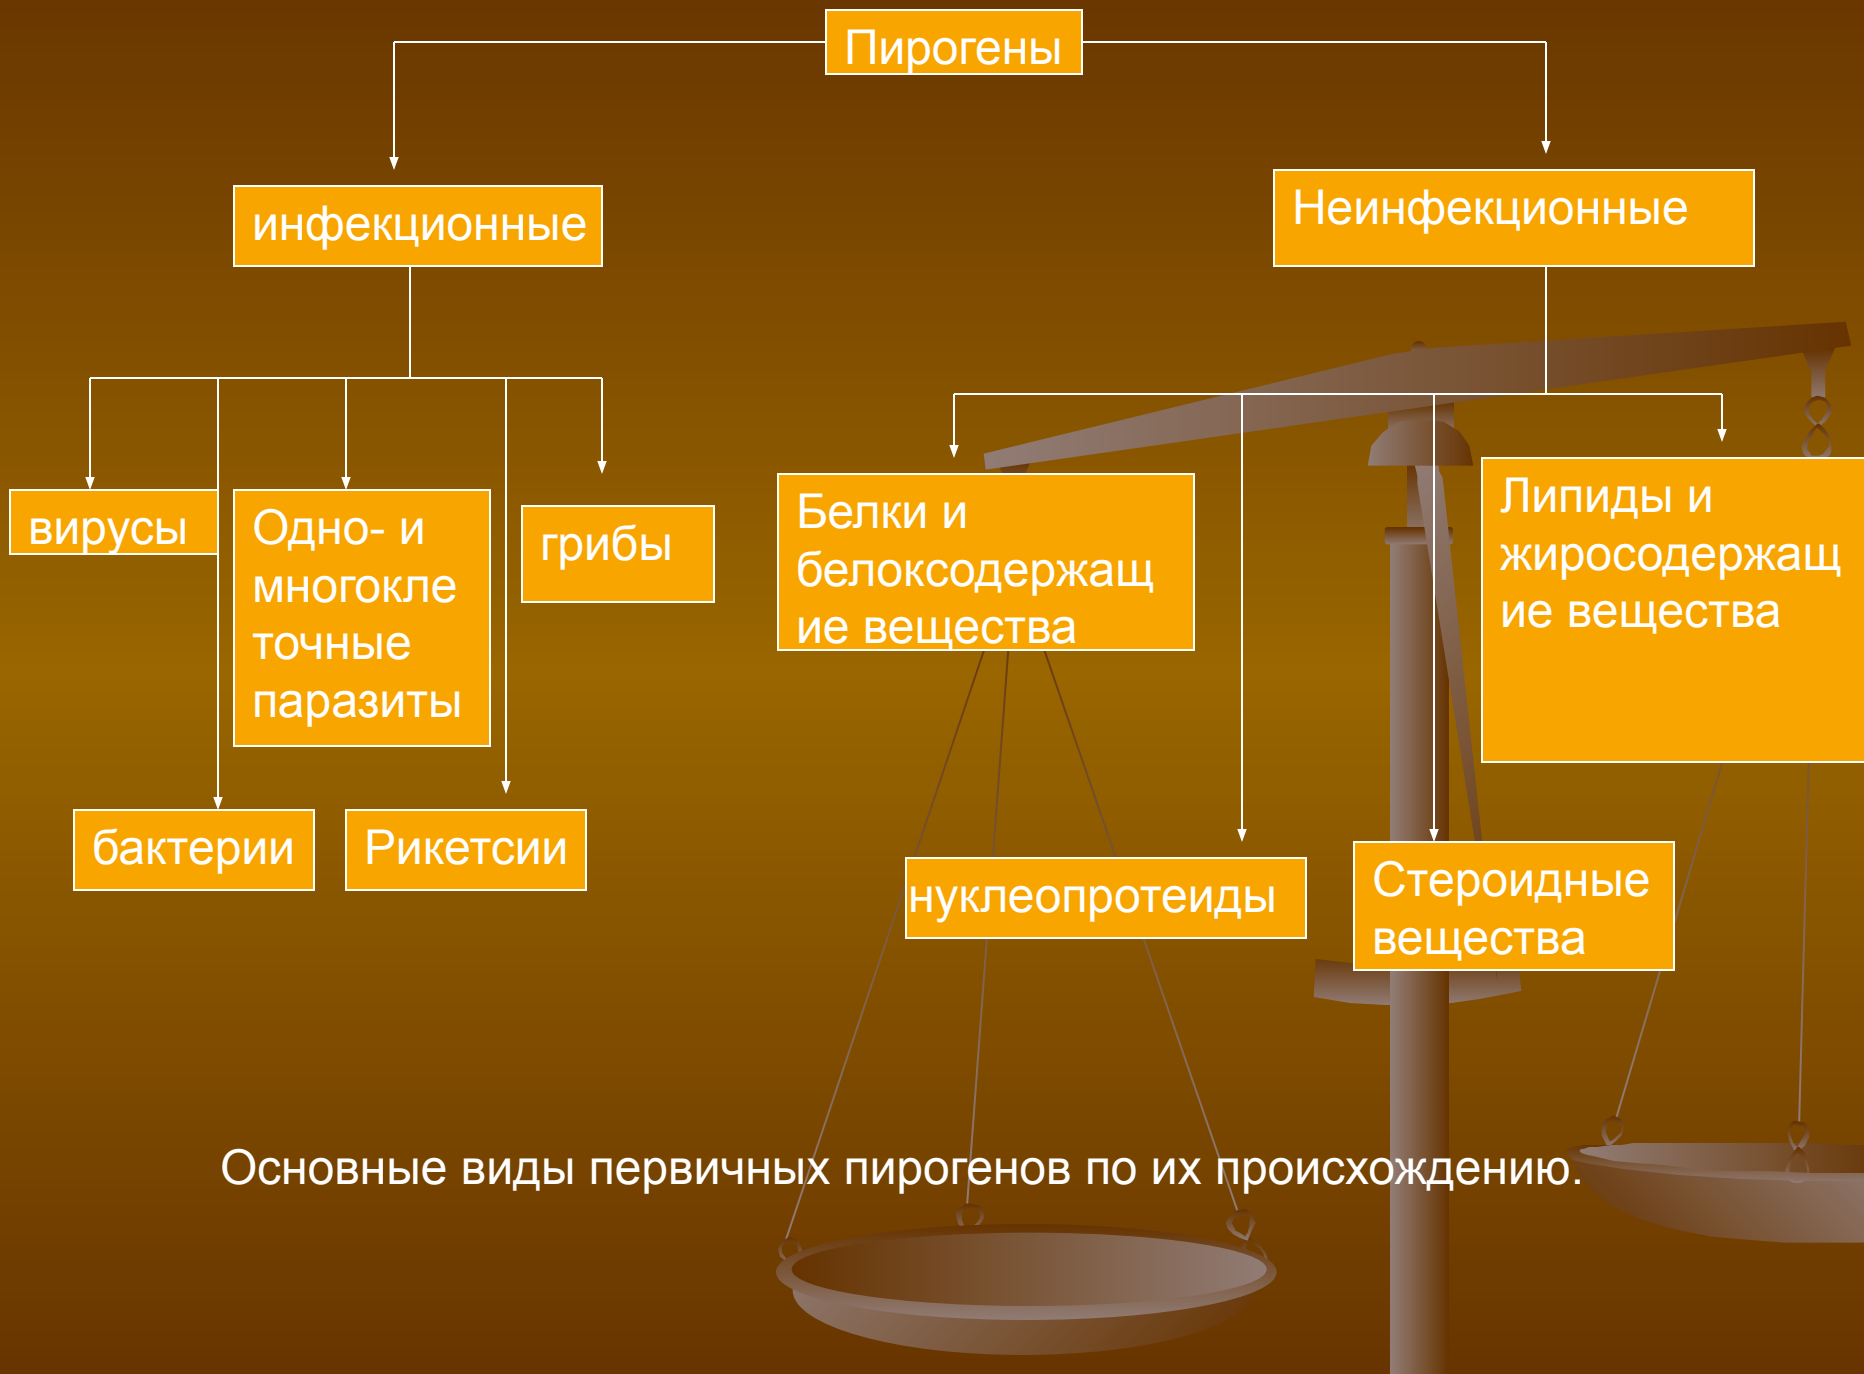 Пирогены
инфекционные
Неинфекционные
вирусы
Одно- и
многокле
точные
паразиты
грибы
бактерии
Рикетсии
Белки и
белоксодержащ
ие вещества
Липиды и
жиросодержащ
ие вещества
нуклеопротеиды
Стероидные
вещества
Основные виды первичных пирогенов по их происхождению.